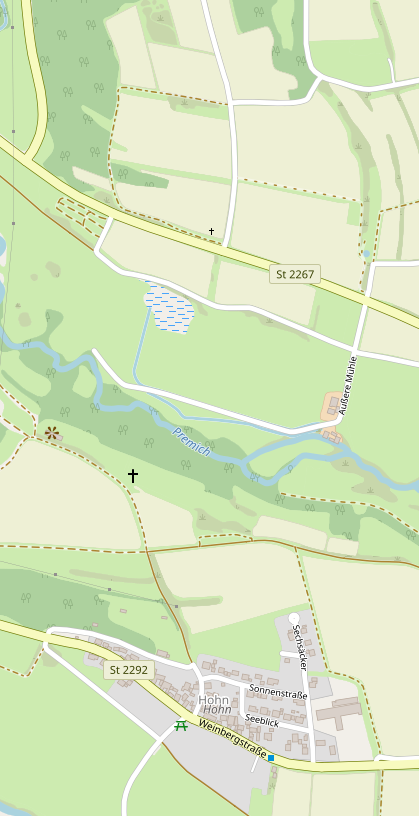 St 2267
Äußere Mühle
Premich
Sechsäcker
St 2292
Sonnenstraße
Hohn
Hohn
Seeblick
Weinbergstraße